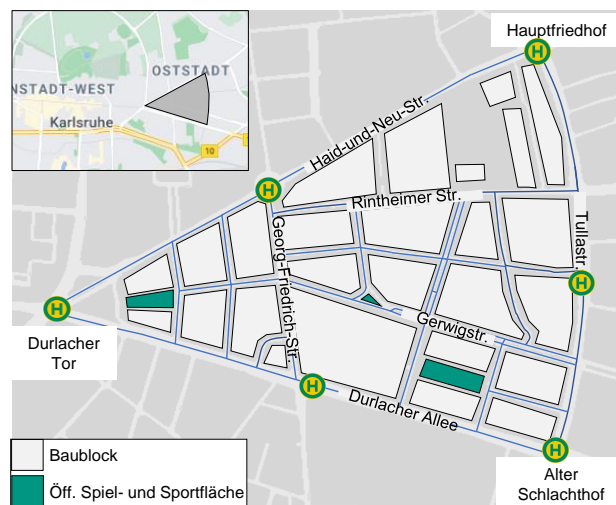 OSTSTADT
NSTADT-WEST
Karlsruhe
10
Hauptfriedhof
H
Haid-und-Neu-Str.
H
Rintheimer Str.
Georg-Friedrich-Str.
Tullastr.
H
H
Gerwigstr.
Durlacher
Tor
H
Durlacher Allee
H
Alter
Schlachthof
Baublock
Öff. Spiel- und Sportfläche